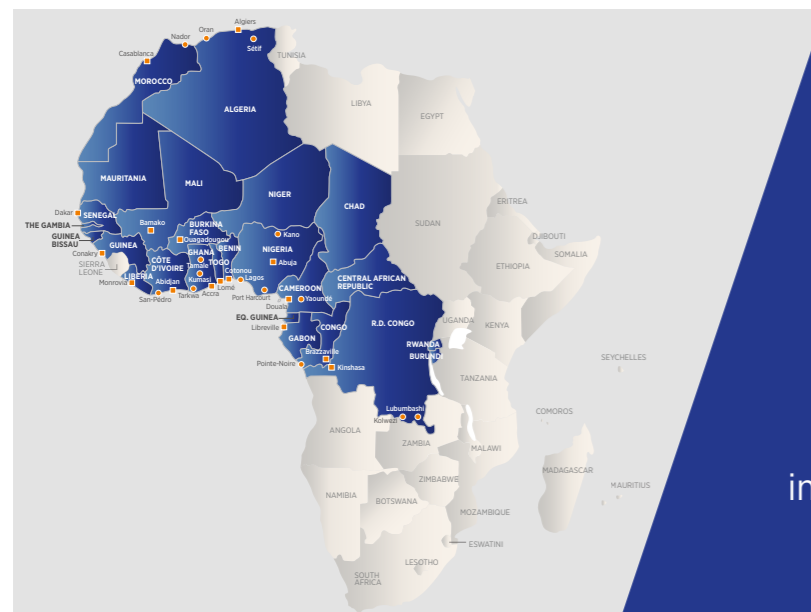 Algiers
Oran
Nador
Setif
Casablanca
TUNISIA
MOROCCO
LIBYA
EGYPT
ALGERIA
MAURITANIA
MALI
NIGER
CHAD
SUDAN
ERITREA
Dakar
SENEGAL
THE GAMBIA
Bamako
BURKINA
FASO
Kano
DJIBOUTI
GUINEA
BISSAU
GUINEA
Ouagadougou
BENIN
NIGERIA
SOMALIA
Conakry
CÔTE
D'IVOIRE
GHANA
Tamale
TOGO
Abuja
ETHIOPIA
SIERRA
LEONE
LIBERIA
Abidjan
Kumasi
Cotonou
Lagos
CENTRAL AFRICAN
REPUBLIC
Monrovia
San-Pédro
Tarkwa
Accra
Lomé
Port Harcourt
CAMEROON
Yaoundé
Douala
EQ. GUINEA
Libreville
CONGO
R.D. CONGO
UGANDA
KENYA
GABON
RWANDA
BURUNDI
Brazzaville
Pointe-Noire
Kinshasa
TANZANIA
SEYCHELLES
Lubumbashi
Kolwezi
COMOROS
ANGOLA
ZAMBIA
MALAWI
MADAGASCAR
ZIMBABWE
MAURITIUS
NAMIBIA
BOTSWANA
MOZAMBIQUE
in
ESWATINI
LESOTHO
SOUTH
AFRICA